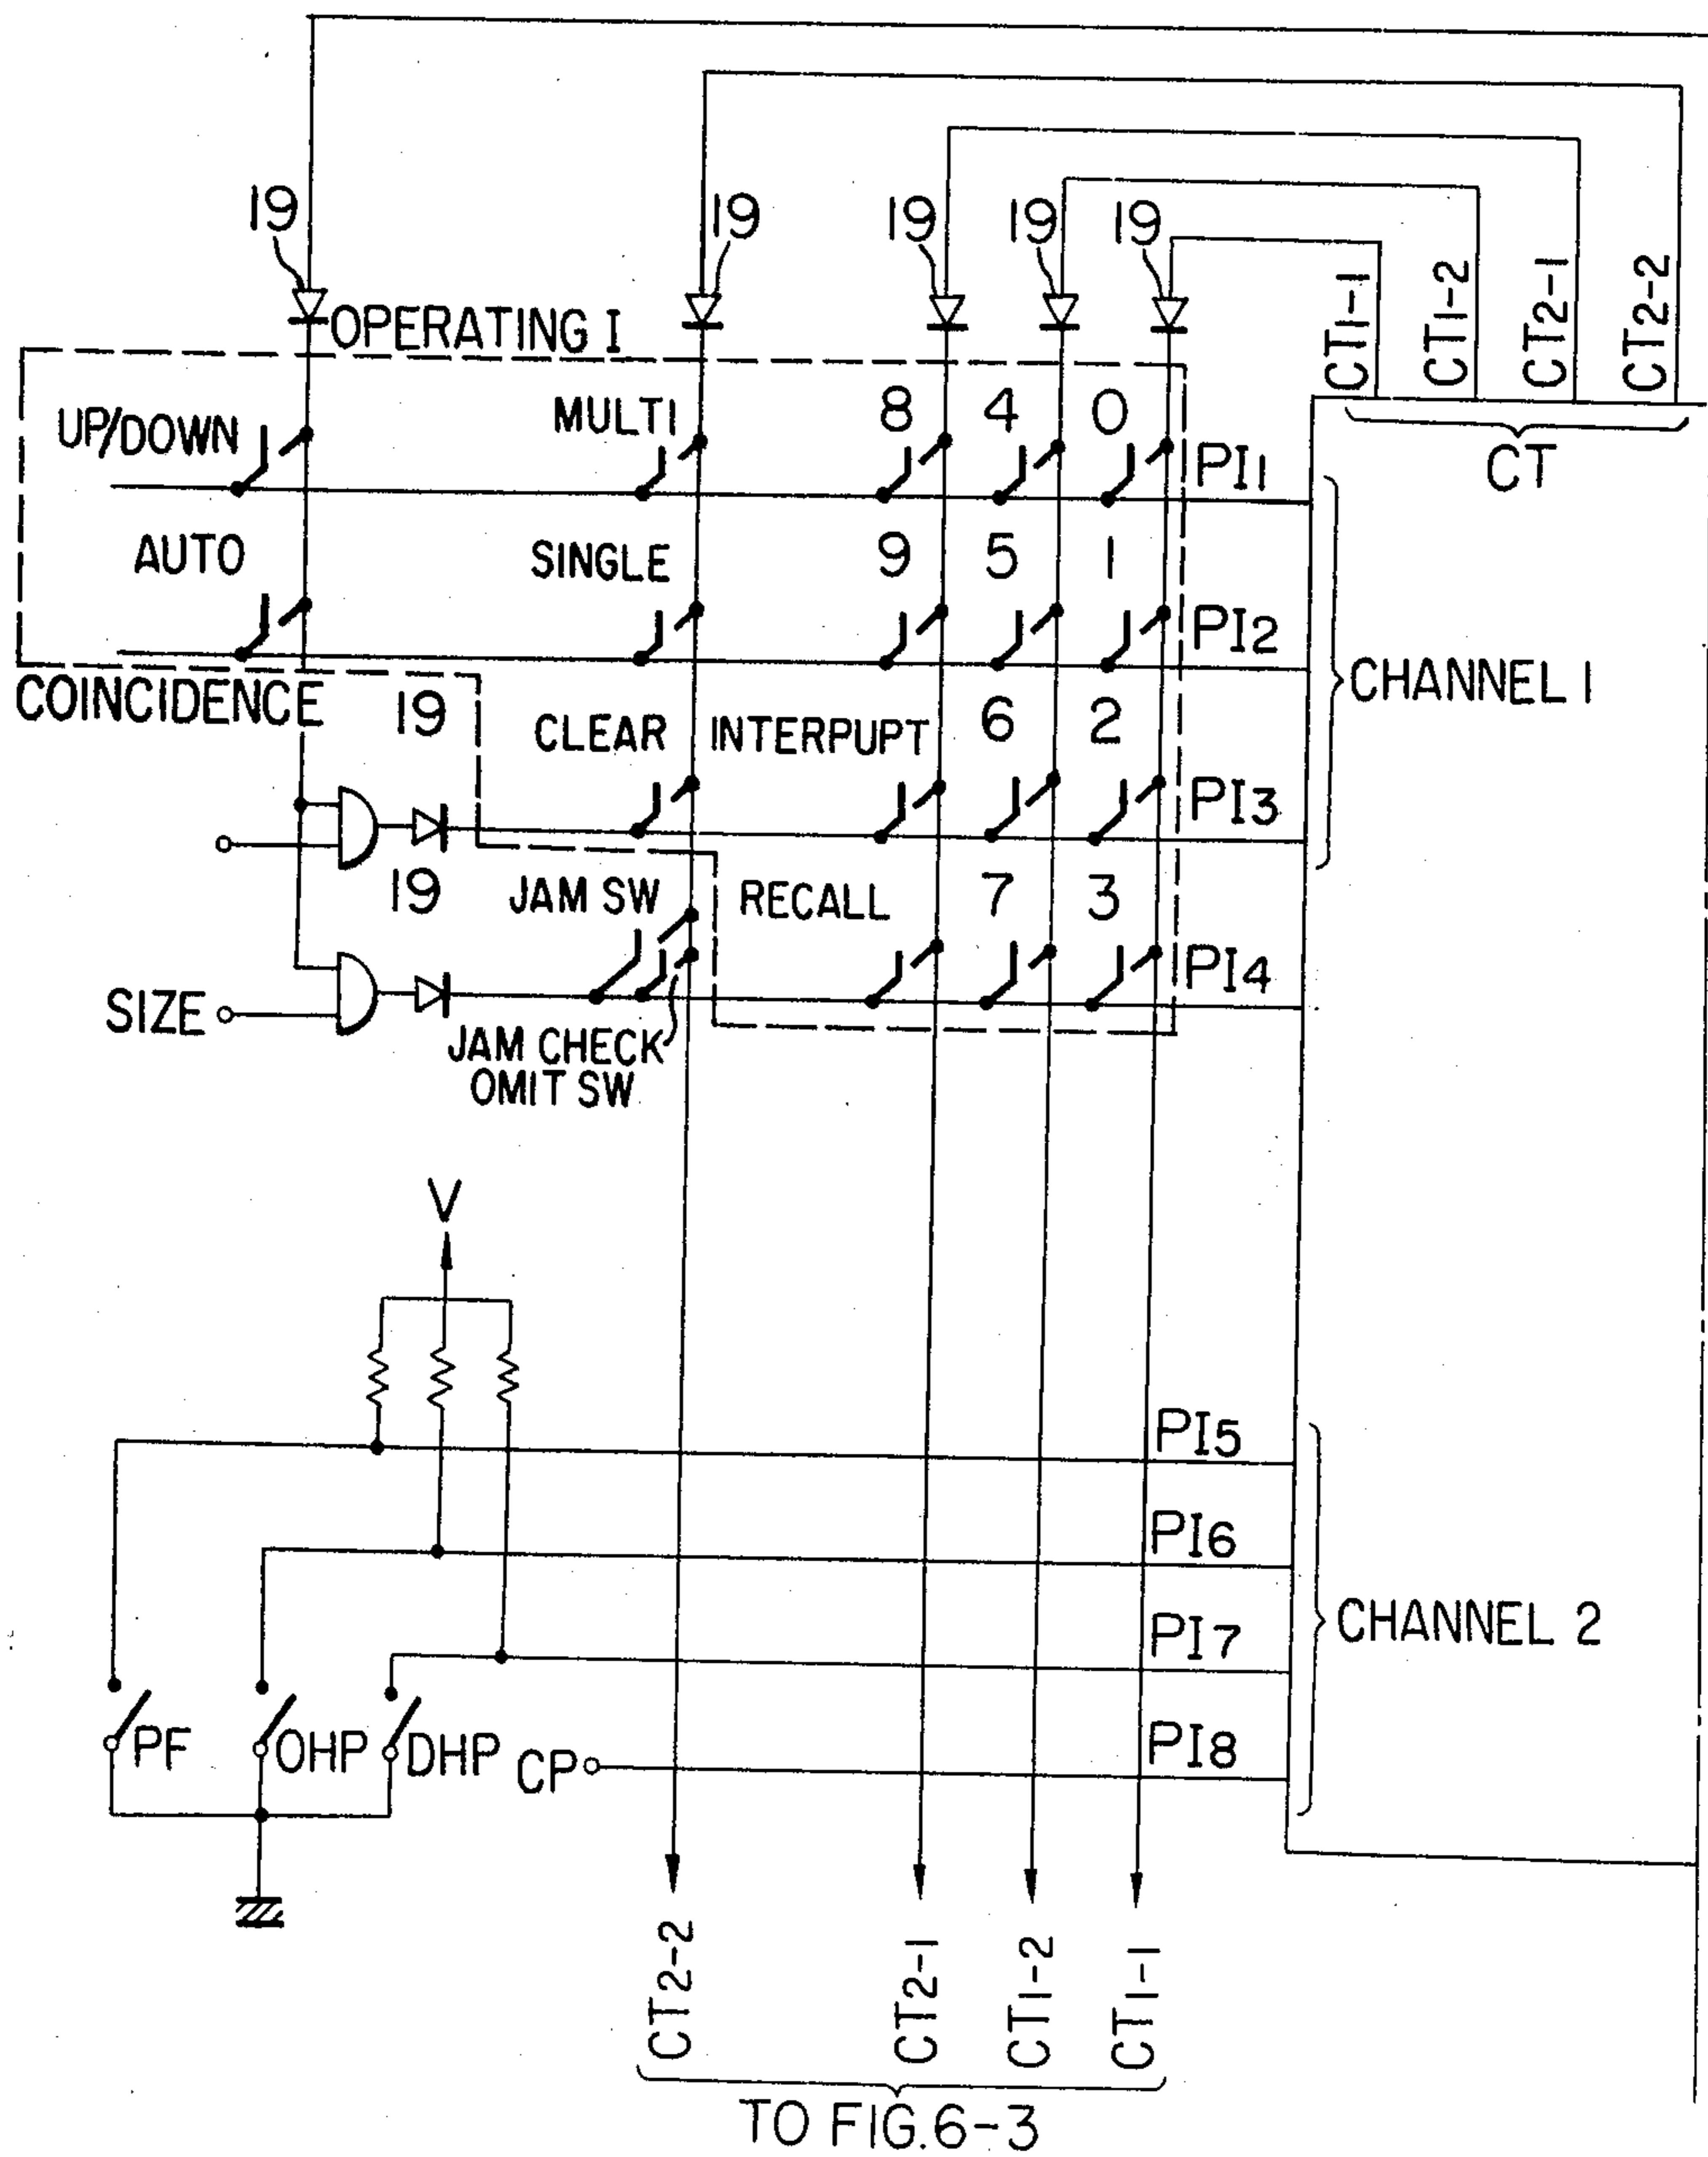 19 19 19 19 19
CT1-1 CT1-2 CT2-1 CT2-2
OPERATING I
CT
UP/DOWN MULTI 8 4 0 PI1
AUTO SINGLE 9 5 1 PI2
CHANNEL 1
COINCIDENCE 19 CLEAR INTERPUPT 6 2 PI3
19 JAM SW RECALL 7 3 PI4
SIZE
JAM CHECK
OMIT SW
V
PI5
PI6
CHANNEL 2
PI7
PF OHP DHP CP PI8
CT2-2 CT2-1 CT1-2 CT1-1
TO FIG.6-3